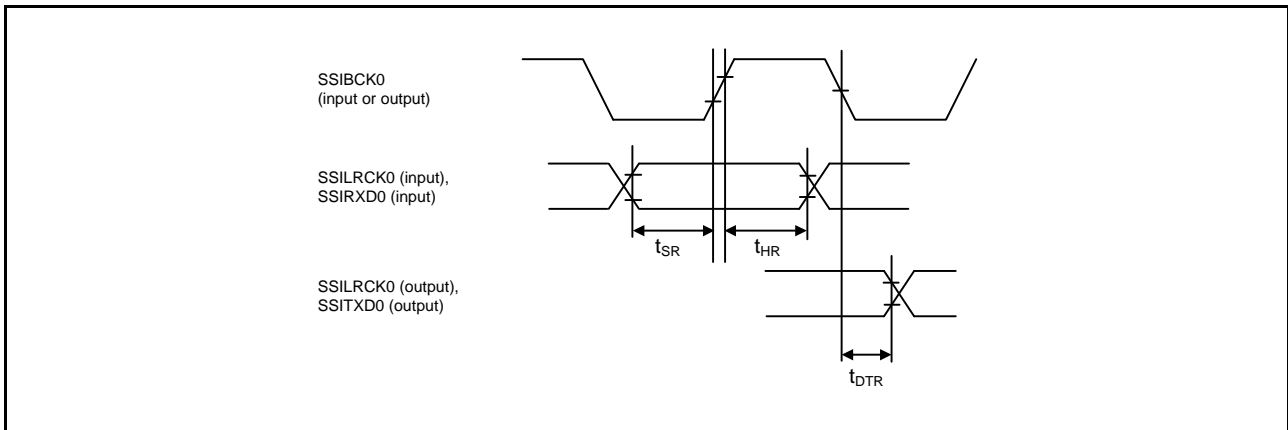 SSIBCK0
(input or output)
SSILRCK0 (input),
SSIRXD0 (input)
tSR
tHR
SSILRCK0 (output),
SSITXD0 (output)
tDTR